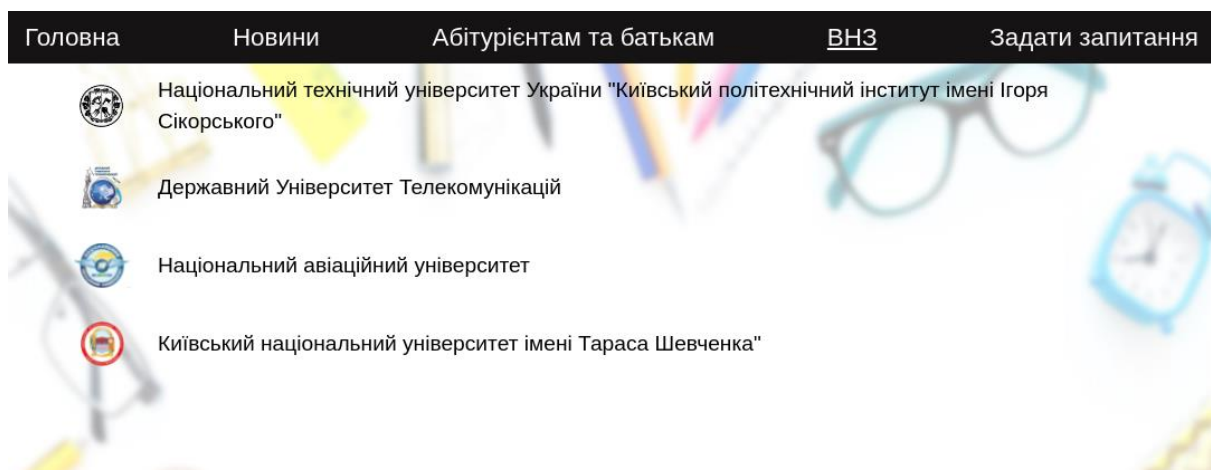 Головна Новини Абітурієнтам та батькам ВНЗ Задати запитання
Національний технічний університет України "Київський політехнічний інститут імені Ігоря
Сікорського"
Державний Університет Телекомунікацій
Національний авіаційний університет
Київський національний університет імені Тараса Шевченка"